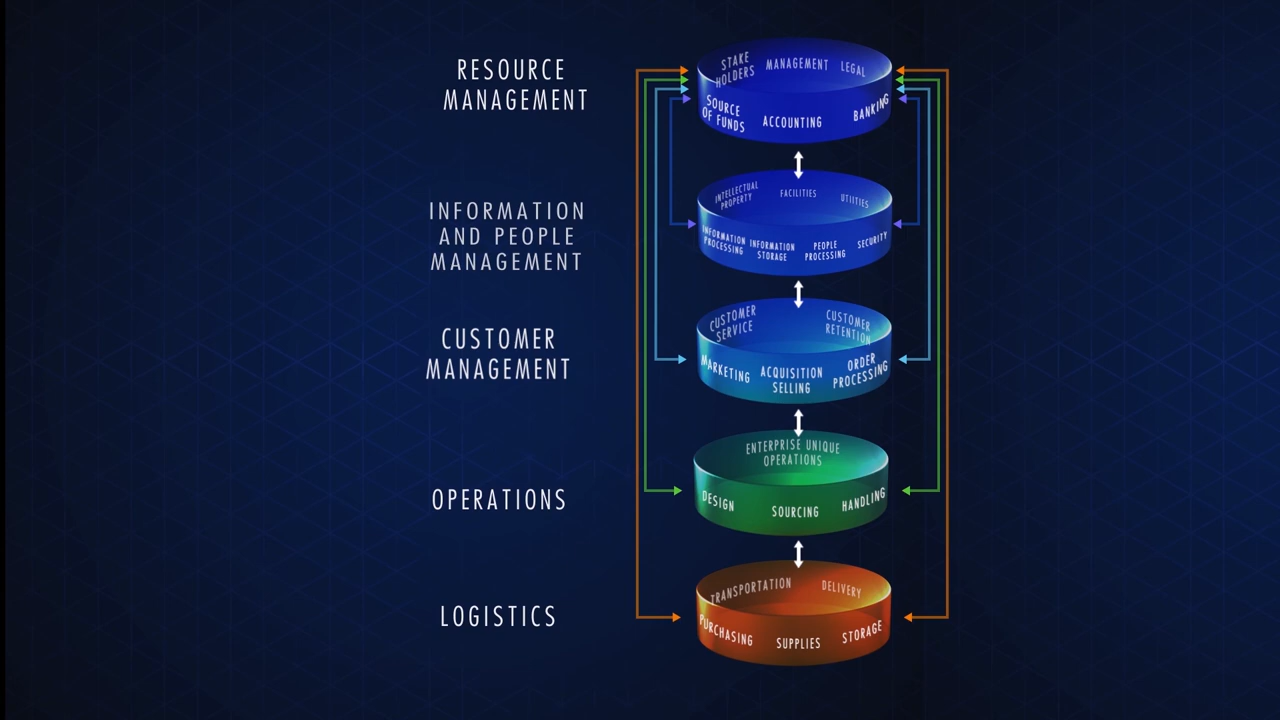 RESOURCE
MANAGEMENT
STAKE
HOLDERS
MANAGEMENT
LEGAL
SOURCE
OF FUNDS
ACCOUNTING
BANKING
INFORMATION
AND PEOPLE
MANAGEMENT
INTELLECTUAL
PROPERTY
FACILITIES
UTIITIES
INFORMATION
PROCESSING
INFORMATION
STORAGE
PEOPLE
PROCESSING
SECURITY
CUSTOMER
MANAGEMENT
CUSTOMER
SERVICE
CUSTOMER
RETENTION
MARKETING
ACQUISITION
SELLING
ORDER
PROCESSING
OPERATIONS
ENTERPRISE UNIQUE
OPERATIONS
DESIGN
SOURCING
HANDLING
LOGISTICS
TRANSPORTATION
DELIVERY
PURCHASING
SUPPLIES
STORAGE